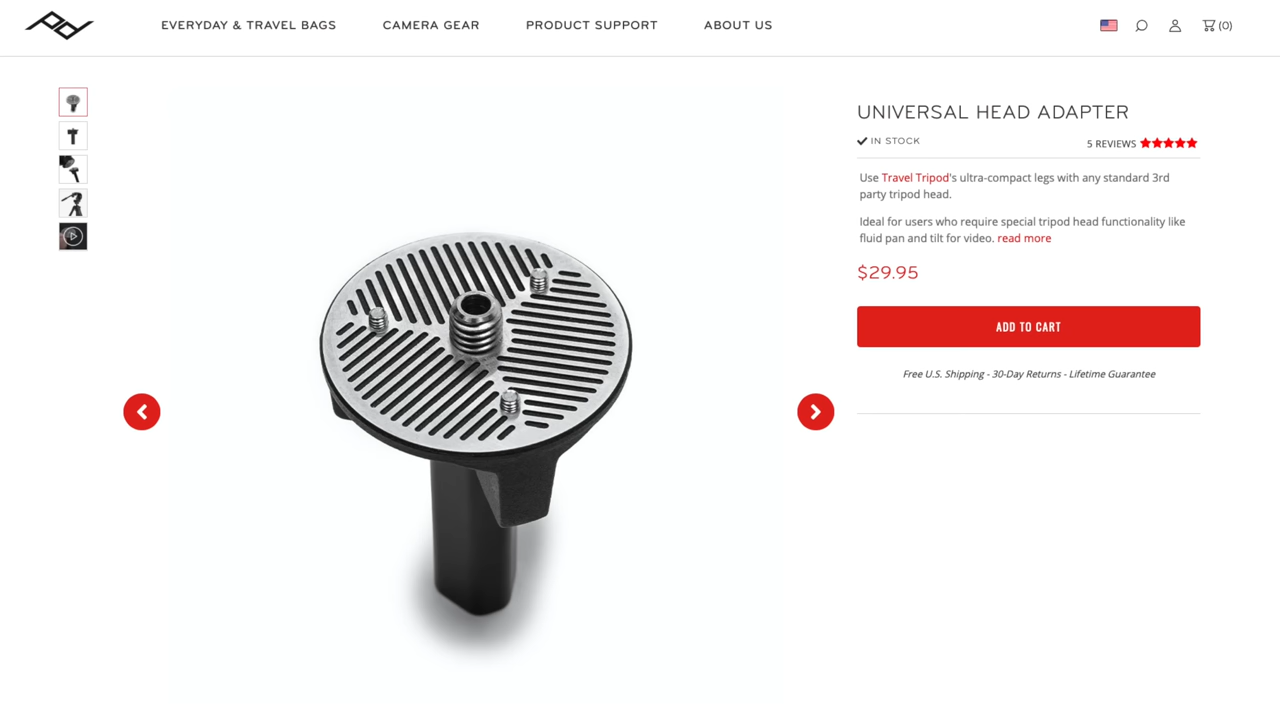 EVERYDAY & TRAVEL BAGS
CAMERA GEAR
PRODUCT SUPPORT
ABOUT US
(0)
UNIVERSAL HEAD ADAPTER
IN STOCK
5 REVIEWS
Use Travel Tripod's ultra-compact legs with any standard 3rd
party tripod head.
Ideal for users who require special tripod head functionality like
fluid pan and tilt for video. read more
$29.95
ADD TO CART
Free U.S. Shipping - 30-Day Returns - Lifetime Guarantee